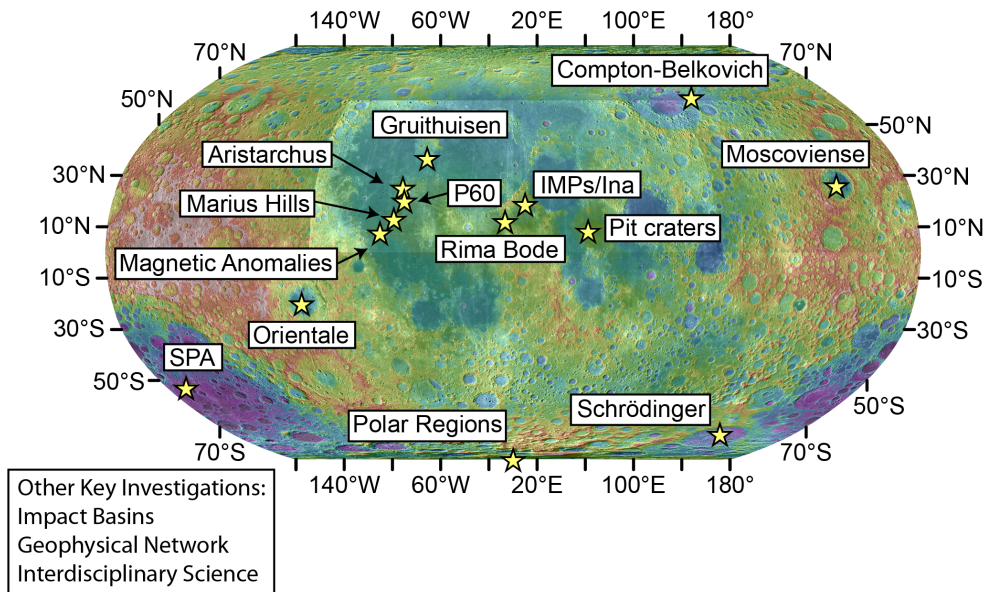 140°W 60°W 20°E 100°E 180°
70°N 70°N
Compton-Belkovich
50°N 50°N
Gruithuisen
Aristarchus
Moscoviense
30°N 30°N
P60
IMPs/Ina
Marius Hills
10°N 10°N
Rima Bode
Pit craters
Magnetic Anomalies
10°S 10°S
Orientale
30°S 30°S
SPA
50°S 50°S
Schrödinger
Polar Regions
70°S 70°S
140°W 60°W 20°E 100°E 180°
Other Key Investigations:
Impact Basins
Geophysical Network
Interdisciplinary Science